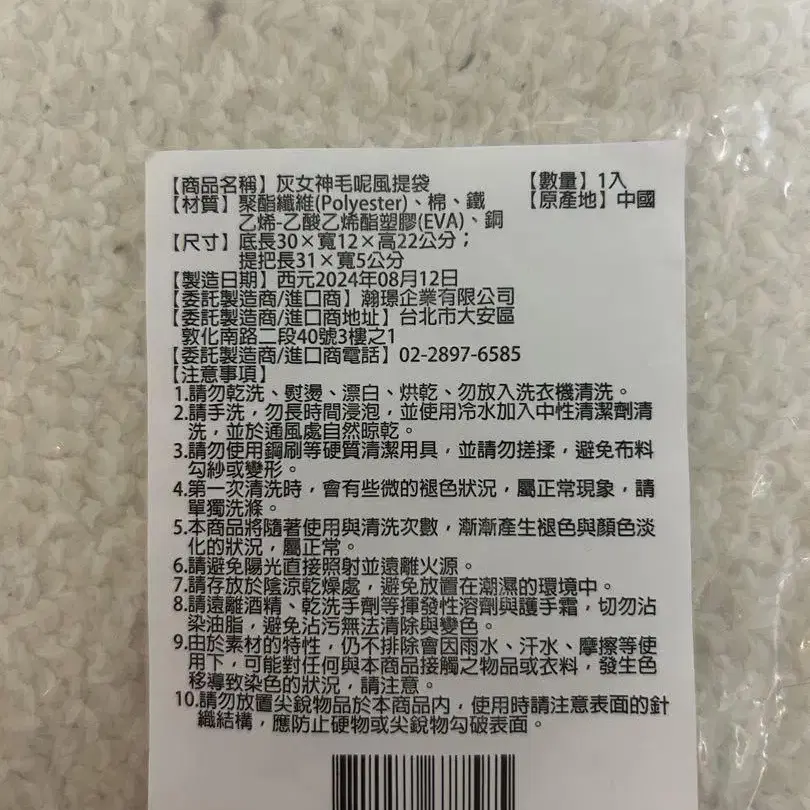 【商品名稱】灰女神毛呢風提袋 【數量】1入
【材質】聚酯纖維(Polyester)、棉、鐵 【原產地】中國
乙烯-乙酸乙烯酯塑膠(EVA)、銅
【尺寸】底長30×寬12×高22公分；
提把長31×寬5公分
【製造日期】西元2024年08月12日
【委託製造商/進口商】瀚璟企業有限公司
【委託製造商/進口商地址】台北市大安區
敦化南路二段40號3樓之1
【委託製造商/進口商電話】02-2897-6585
【注意事項】
1.請勿乾洗、熨燙、漂白、烘乾、勿放入洗衣機清洗。
2.請手洗，勿長時間浸泡，並使用冷水加入中性清潔劑清
洗，並於通風處自然晾乾。
3.請勿使用鋼刷等硬質清潔用具，並請勿搓揉，避免布料
勾紗或變形。
4.第一次清洗時，會有些微的褪色狀況，屬正常現象，請
單獨洗滌。
5.本商品將隨著使用與清洗次數，漸漸產生褪色與顏色淡
化的狀況，屬正常。
6.請避免陽光直接照射並遠離火源。
7.請存放於陰涼乾燥處，避免放置在潮濕的環境中。
8.請遠離酒精、乾洗手劑等揮發性溶劑與護手霜，切勿沾
染油脂，避免沾污無法清除與變色。
9.由於素材的特性，仍不排除會因雨水、汗水、摩擦等使
用下，可能對任何與本商品接觸之物品或衣料，發生色
移導致染色的狀況，請注意。
10.請勿放置尖銳物品於本商品內，使用時請注意表面的針
織結構，應防止硬物或尖銳物勾破表面。